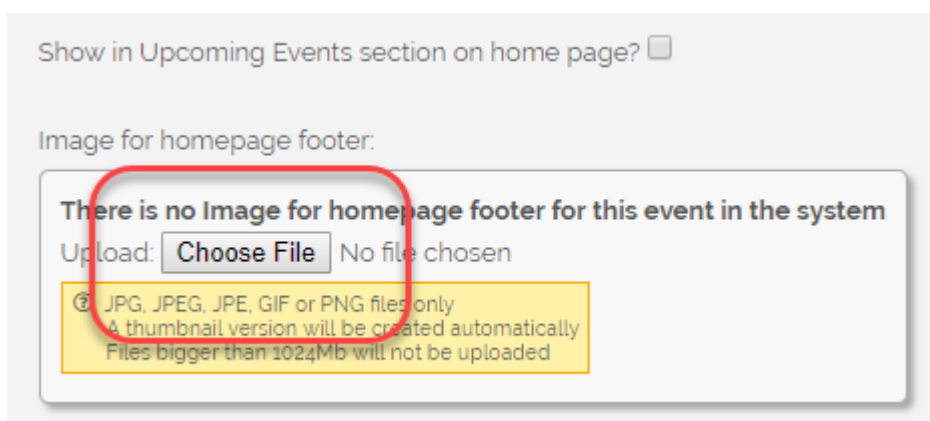 Show in Upcoming Events section on home page?
Image for homepage footer:
There is no Image for homepage footer for this event in the system
Upload: Choose File No file chosen
JPG, JPEG, JPE, GIF or PNG files only
A thumbnail version will be created automatically
Files bigger than 1024Mb will not be uploaded